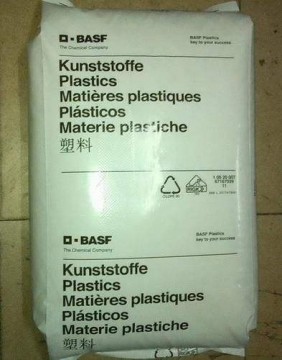 BASF
The Chemical Company
BASF Plastics
key to your success
Kunststoffe
Plastics
Matières plastiques
Plásticos
Materie plastiche
塑料
BASF
The Chemical Company
BASF Plastics
key to your success
Kunststoffe
Plastics
Matières plastiques
Plásticos
Materie plastiche
塑料